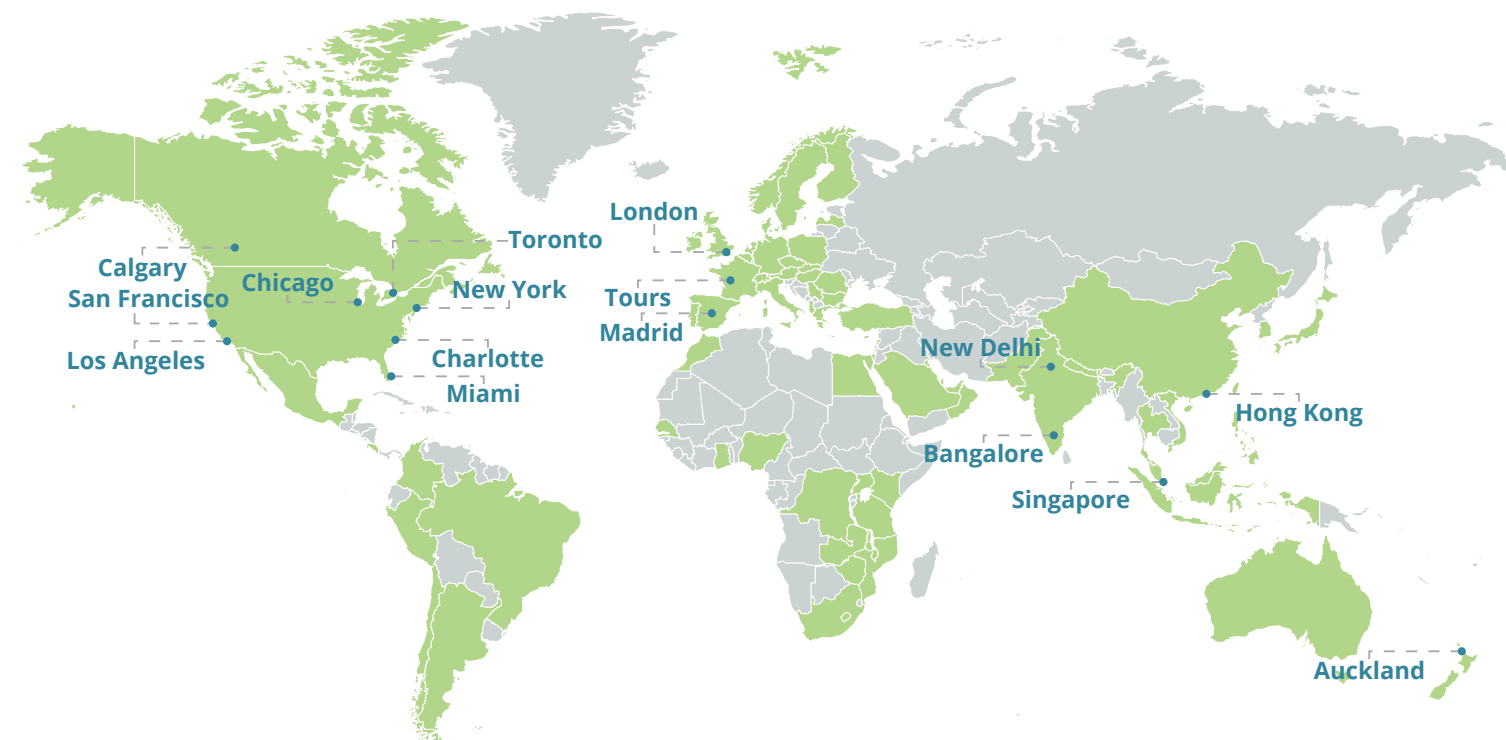 London
Toronto
Calgary
Chicago
New York
San Francisco
Tours
Madrid
New Delhi
Los Angeles
Charlotte
Miami
Hong Kong
Bangalore
Singapore
Auckland